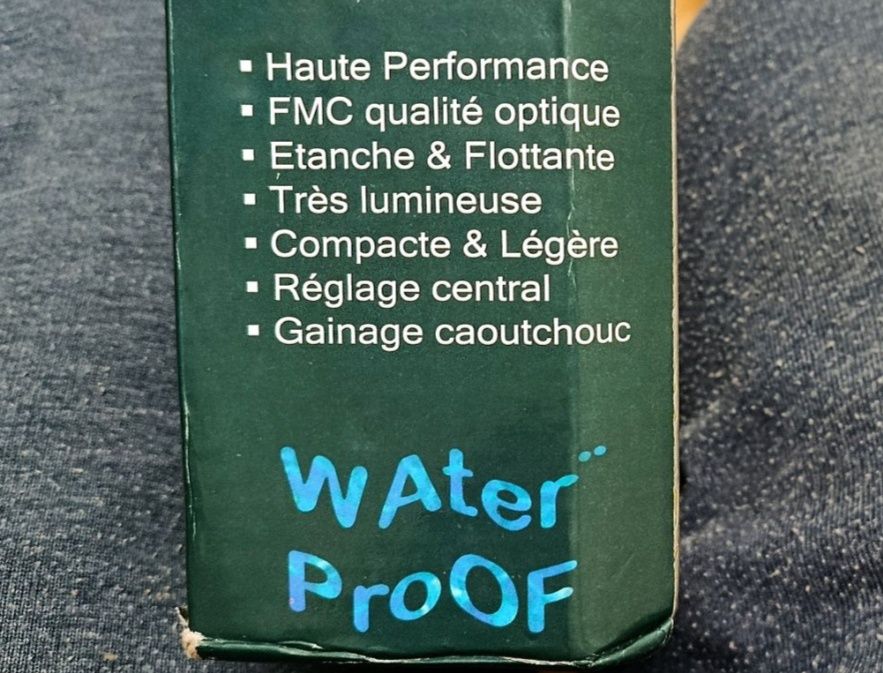 ▪ Haute Performance
▪ FMC qualité optique
▪ Etanche & Flottante
▪ Très lumineuse
▪ Compacte & Légère
▪ Réglage central
▪ Gainage caoutchouc
WAter¨
ProOF